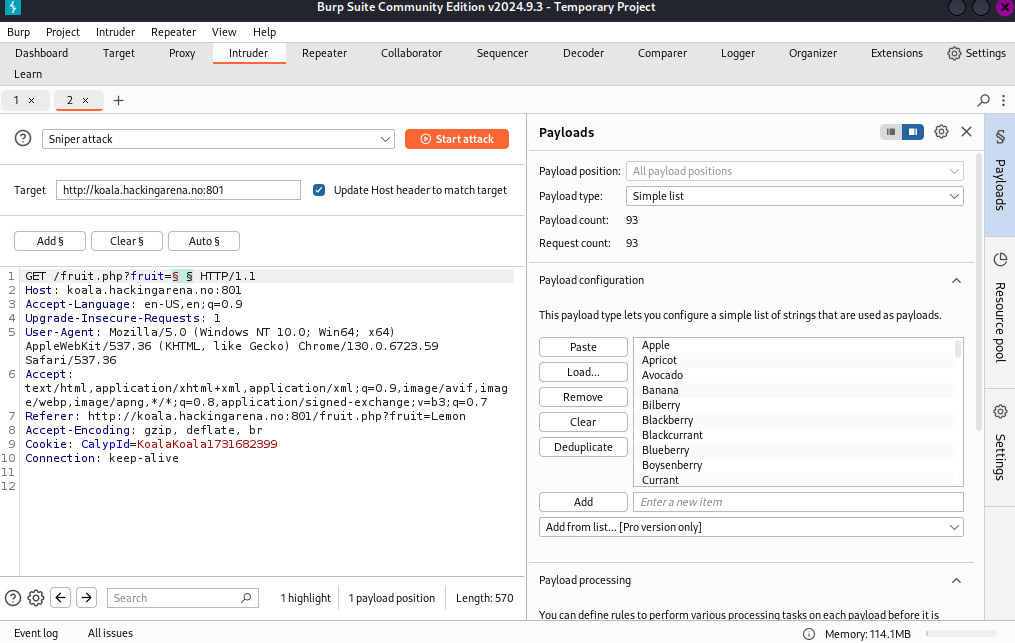 Burp Suite Community Edition v2024.9.3 - Temporary Project
Burp Project Intruder Repeater View Help
Dashboard Target Proxy Intruder Repeater Collaborator Sequencer Decoder Comparer Logger Organizer Extensions Settings
Learn
1 × 2 × +
Sniper attack Start attack
Target http://koala.hackingarena.no:801 Update Host header to match target
Add § Clear § Auto §
1 GET /fruit.php?fruit=§ § HTTP/1.1
2 Host: koala.hackingarena.no:801
3 Accept-Language: en-US,en;q=0.9
4 Upgrade-Insecure-Requests: 1
5 User-Agent: Mozilla/5.0 (Windows NT 10.0; Win64; x64)
AppleWebKit/537.36 (KHTML, like Gecko) Chrome/130.0.6723.59
Safari/537.36
6 Accept:
text/html,application/xhtml+xml,application/xml;q=0.9,image/avif,imag
e/webp,image/apng,*/*;q=0.8,application/signed-exchange;v=b3;q=0.7
7 Referer: http://koala.hackingarena.no:801/fruit.php?fruit=Lemon
8 Accept-Encoding: gzip, deflate, br
9 Cookie: CalypId=KoalaKoala1731682399
10 Connection: keep-alive
11
12
Search 1 highlight 1 payload position Length: 570
Payloads
Payload position: All payload positions
Payload type: Simple list
Payload count: 93
Request count: 93
Payload configuration
This payload type lets you configure a simple list of strings that are used as payloads.
Paste
Load...
Remove
Clear
Deduplicate
Apple
Apricot
Avocado
Banana
Bilberry
Blackberry
Blackcurrant
Blueberry
Boysenberry
Currant
Add Enter a new item
Add from list... [Pro version only]
Payload processing
You can define rules to perform various processing tasks on each payload before it is
§
Payloads
Resource pool
Settings
Event log All issues Memory: 114.1MB